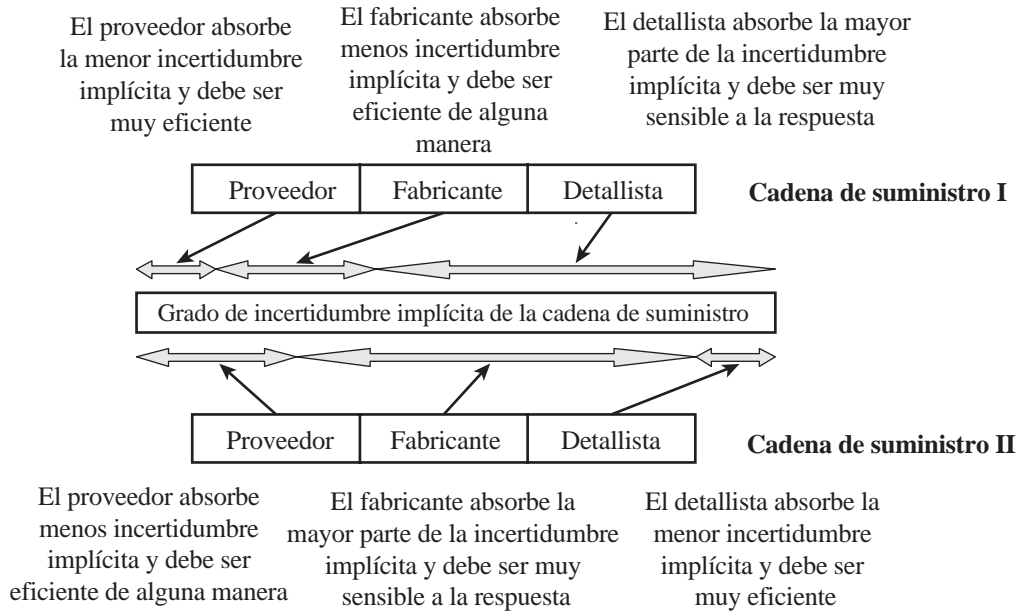 El proveedor absorbe
la menor incertidumbre
implícita y debe ser
muy eficiente
El fabricante absorbe
menos incertidumbre
implícita y debe ser
eficiente de alguna
manera
El detallista absorbe la mayor
parte de la incertidumbre
implícita y debe ser muy
sensible a la respuesta
Proveedor
Fabricante
Detallista
Cadena de suministro I
Grado de incertidumbre implícita de la cadena de suministro
Proveedor
Fabricante
Detallista
Cadena de suministro II
El proveedor absorbe
menos incertidumbre
implícita y debe ser
eficiente de alguna manera
El fabricante absorbe la
mayor parte de la incertidumbre
implícita y debe ser muy
sensible a la respuesta
El detallista absorbe la
menor incertidumbre
implícita y debe ser
muy eficiente